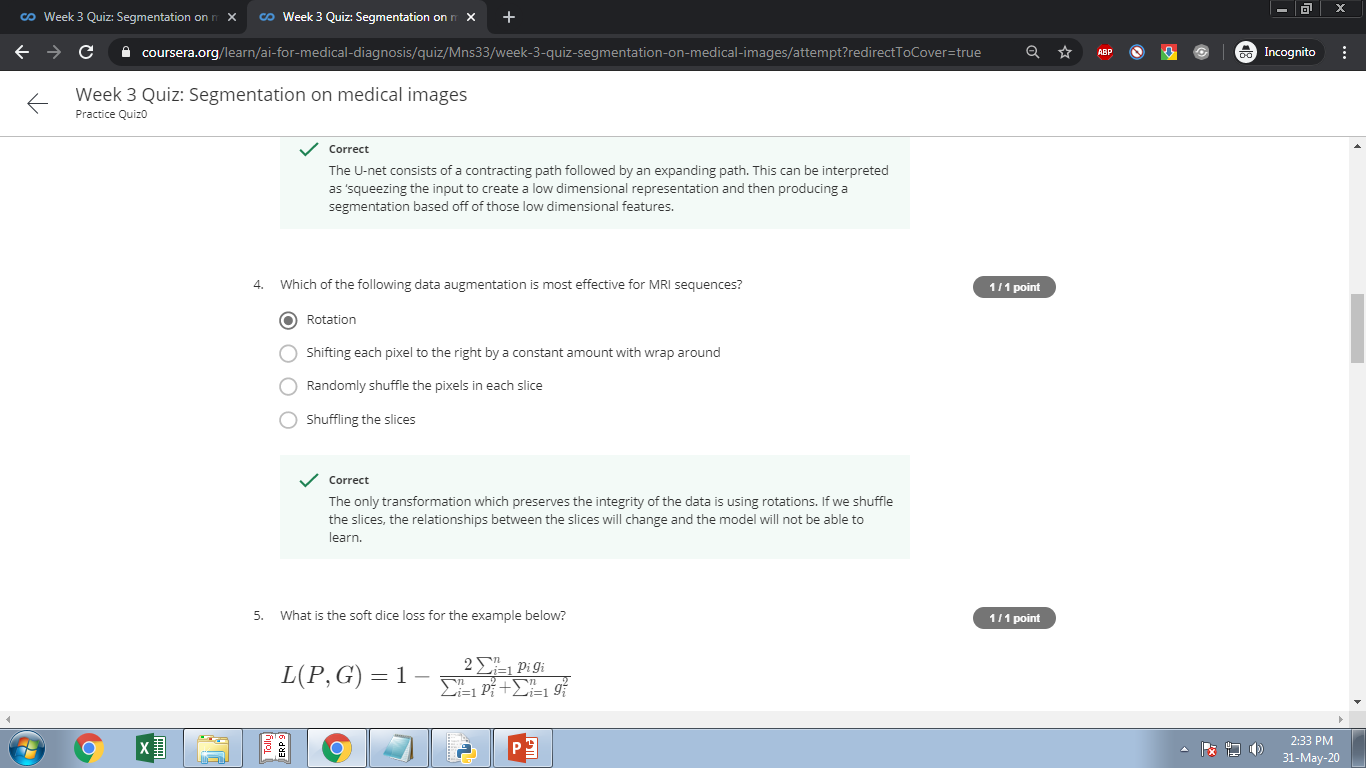 Week 3 Quiz: Segmentation on m
Week 3 Quiz: Segmentation on m
coursera.org/learn/ai-for-medical-diagnosis/quiz/Mns33/week-3-quiz-segmentation-on-medical-images/attempt?redirectToCover=true
ABP
Incognito
Week 3 Quiz: Segmentation on medical images
Practice Quiz0
Correct
The U-net consists of a contracting path followed by an expanding path. This can be interpreted
as ‘squeezing the input to create a low dimensional representation and then producing a
segmentation based off of those low dimensional features.
4. Which of the following data augmentation is most effective for MRI sequences?
1 / 1 point
Rotation
Shifting each pixel to the right by a constant amount with wrap around
Randomly shuffle the pixels in each slice
Shuffling the slices
Correct
The only transformation which preserves the integrity of the data is using rotations. If we shuffle
the slices, the relationships between the slices will change and the model will not be able to
learn.
5. What is the soft dice loss for the example below?
1 / 1 point
L(P, G) = 1 − 2 ∑ⁿᵢ₌₁ pᵢgᵢ / ∑ⁿᵢ₌₁ pᵢ² + ∑ⁿᵢ₌₁ gᵢ²
Tally
ERP 9
2:33 PM
31-May-20